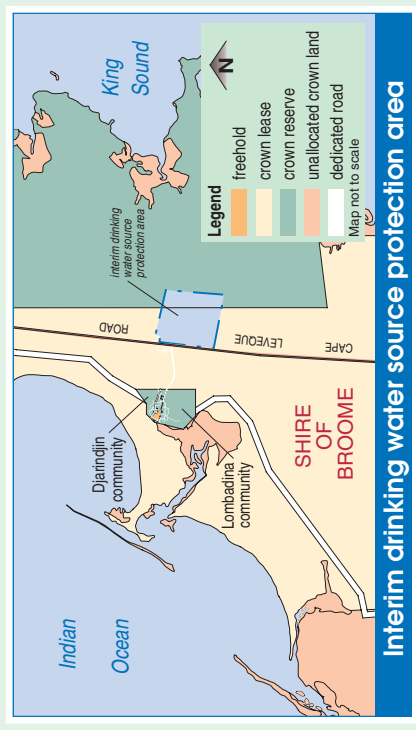 King
Sound
interim drinking
water source
protection area
N
Legend
freehold
crown lease
crown reserve
unallocated crown land
dedicated road
Map not to scale
ROAD
LEVEQUE
CAPE
Djarindjin
community
Lombadina
community
SHIRE
OF
BROOME
Indian
Ocean
Interim drinking water source protection area